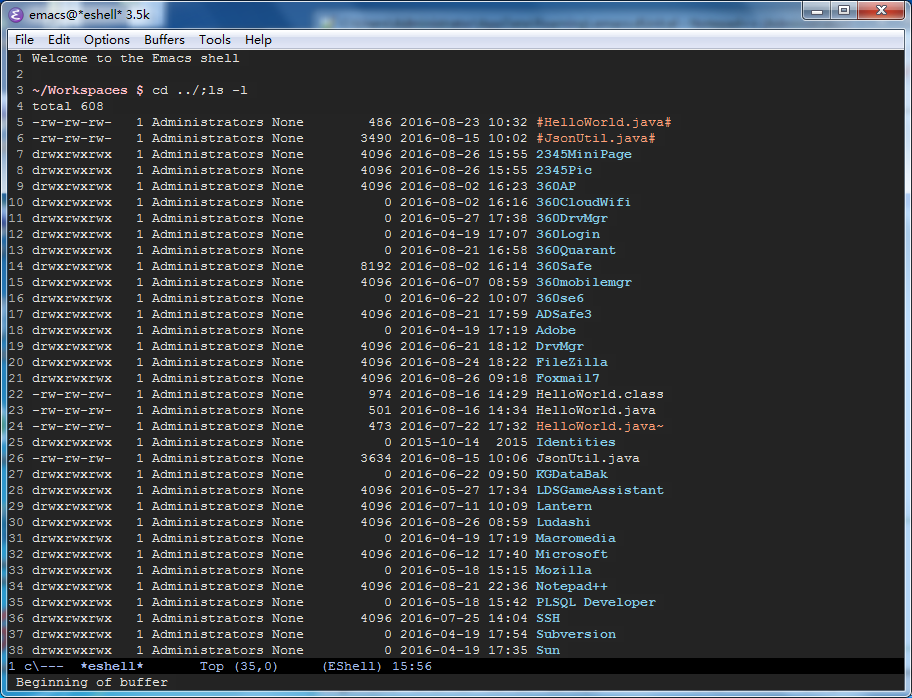 emacs@*eshell* 3.5k
File Edit Options Buffers Tools Help
1 Welcome to the Emacs shell
2
3 ~/Workspaces $ cd ../;ls -l
4 total 608
5 -rw-rw-rw- 1 Administrators None 486 2016-08-23 10:32 #HelloWorld.java#
6 -rw-rw-rw- 1 Administrators None 3490 2016-08-15 10:02 #JsonUtil.java#
7 drwxrwxrwx 1 Administrators None 4096 2016-08-26 15:55 2345MiniPage
8 drwxrwxrwx 1 Administrators None 4096 2016-08-26 15:55 2345Pic
9 drwxrwxrwx 1 Administrators None 4096 2016-08-02 16:23 360AP
10 drwxrwxrwx 1 Administrators None 0 2016-08-02 16:16 360CloudWifi
11 drwxrwxrwx 1 Administrators None 0 2016-05-27 17:38 360DrvMgr
12 drwxrwxrwx 1 Administrators None 0 2016-04-19 17:07 360Login
13 drwxrwxrwx 1 Administrators None 0 2016-08-21 16:58 360Quarant
14 drwxrwxrwx 1 Administrators None 8192 2016-08-02 16:14 360Safe
15 drwxrwxrwx 1 Administrators None 4096 2016-06-07 08:59 360mobilemgr
16 drwxrwxrwx 1 Administrators None 0 2016-06-22 10:07 360se6
17 drwxrwxrwx 1 Administrators None 4096 2016-08-21 17:59 ADSafe3
18 drwxrwxrwx 1 Administrators None 0 2016-04-19 17:19 Adobe
19 drwxrwxrwx 1 Administrators None 4096 2016-06-21 18:12 DrvMgr
20 drwxrwxrwx 1 Administrators None 4096 2016-08-24 18:22 FileZilla
21 drwxrwxrwx 1 Administrators None 4096 2016-08-26 09:18 Foxmail7
22 -rw-rw-rw- 1 Administrators None 974 2016-08-16 14:29 HelloWorld.class
23 -rw-rw-rw- 1 Administrators None 501 2016-08-16 14:34 HelloWorld.java
24 -rw-rw-rw- 1 Administrators None 473 2016-07-22 17:32 HelloWorld.java~
25 drwxrwxrwx 1 Administrators None 0 2015-10-14 2015 Identities
26 -rw-rw-rw- 1 Administrators None 3634 2016-08-15 10:06 JsonUtil.java
27 drwxrwxrwx 1 Administrators None 0 2016-06-22 09:50 KGDataBak
28 drwxrwxrwx 1 Administrators None 4096 2016-05-27 17:34 LDSGameAssistant
29 drwxrwxrwx 1 Administrators None 4096 2016-07-11 10:09 Lantern
30 drwxrwxrwx 1 Administrators None 4096 2016-08-26 08:59 Ludashi
31 drwxrwxrwx 1 Administrators None 0 2016-04-19 17:19 Macromedia
32 drwxrwxrwx 1 Administrators None 4096 2016-06-12 17:40 Microsoft
33 drwxrwxrwx 1 Administrators None 0 2016-05-18 15:15 Mozilla
34 drwxrwxrwx 1 Administrators None 4096 2016-08-21 22:36 Notepad++
35 drwxrwxrwx 1 Administrators None 0 2016-05-18 15:42 PLSQL Developer
36 drwxrwxrwx 1 Administrators None 4096 2016-07-25 14:04 SSH
37 drwxrwxrwx 1 Administrators None 0 2016-04-19 17:54 Subversion
38 drwxrwxrwx 1 Administrators None 0 2016-04-19 17:35 Sun
1 c\--- *eshell* Top (35,0) (EShell) 15:56
Beginning of buffer